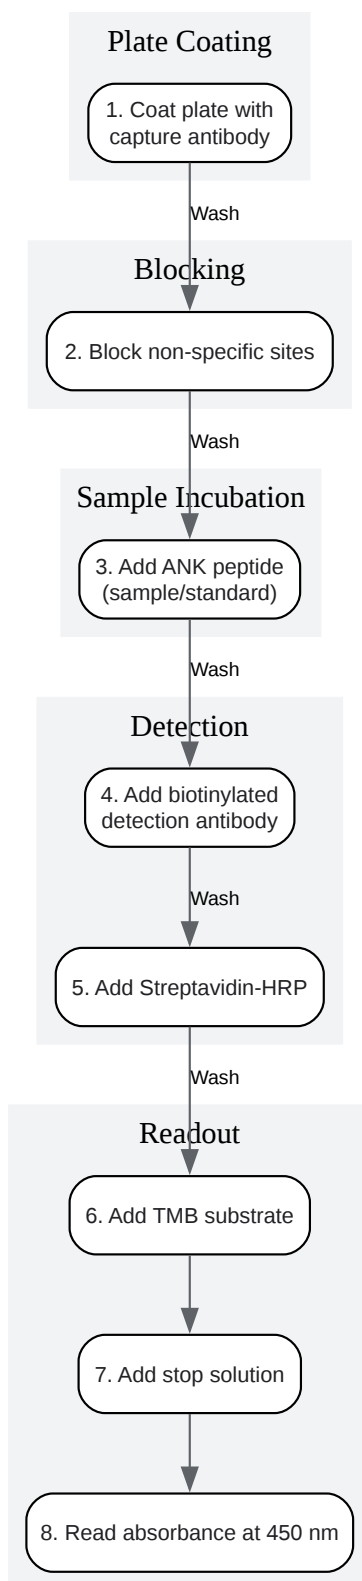 Plate Coating
1. Coat plate with
capture antibody
Wash
Blocking
2. Block non-specific sites
Wash
Sample Incubation
3. Add ANK peptide
(sample/standard)
Wash
Detection
4. Add biotinylated
detection antibody
Wash
5. Add Streptavidin-HRP
Wash
Readout
6. Add TMB substrate
7. Add stop solution
8. Read absorbance at 450 nm